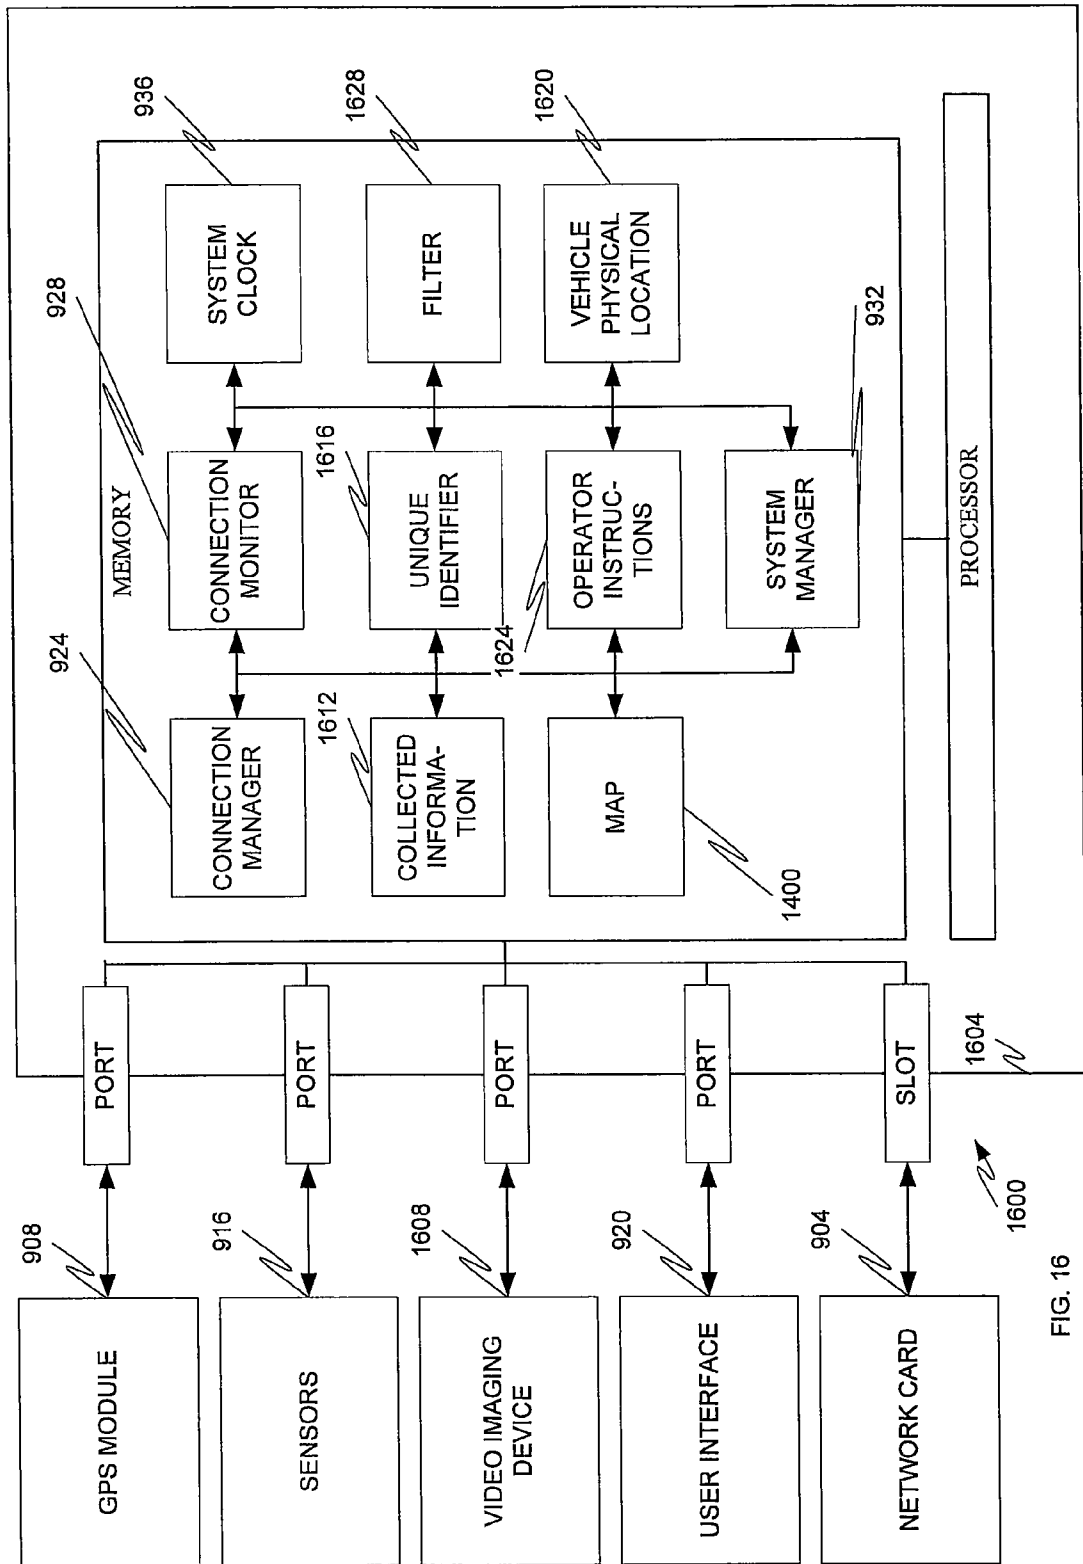 908
GPS MODULE
PORT
916
SENSORS
PORT
1608
VIDEO IMAGING
DEVICE
PORT
920
USER INTERFACE
PORT
904
NETWORK CARD
SLOT
1600
1604
FIG. 16
MEMORY
924
CONNECTION
MANAGER
928
CONNECTION
MONITOR
936
SYSTEM
CLOCK
1612
COLLECTED
INFORMA-
TION
1616
UNIQUE
IDENTIFIER
1628
FILTER
1400
MAP
1624
OPERATOR
INSTRUC-
TIONS
1620
VEHICLE
PHYSICAL
LOCATION
932
SYSTEM
MANAGER
PROCESSOR